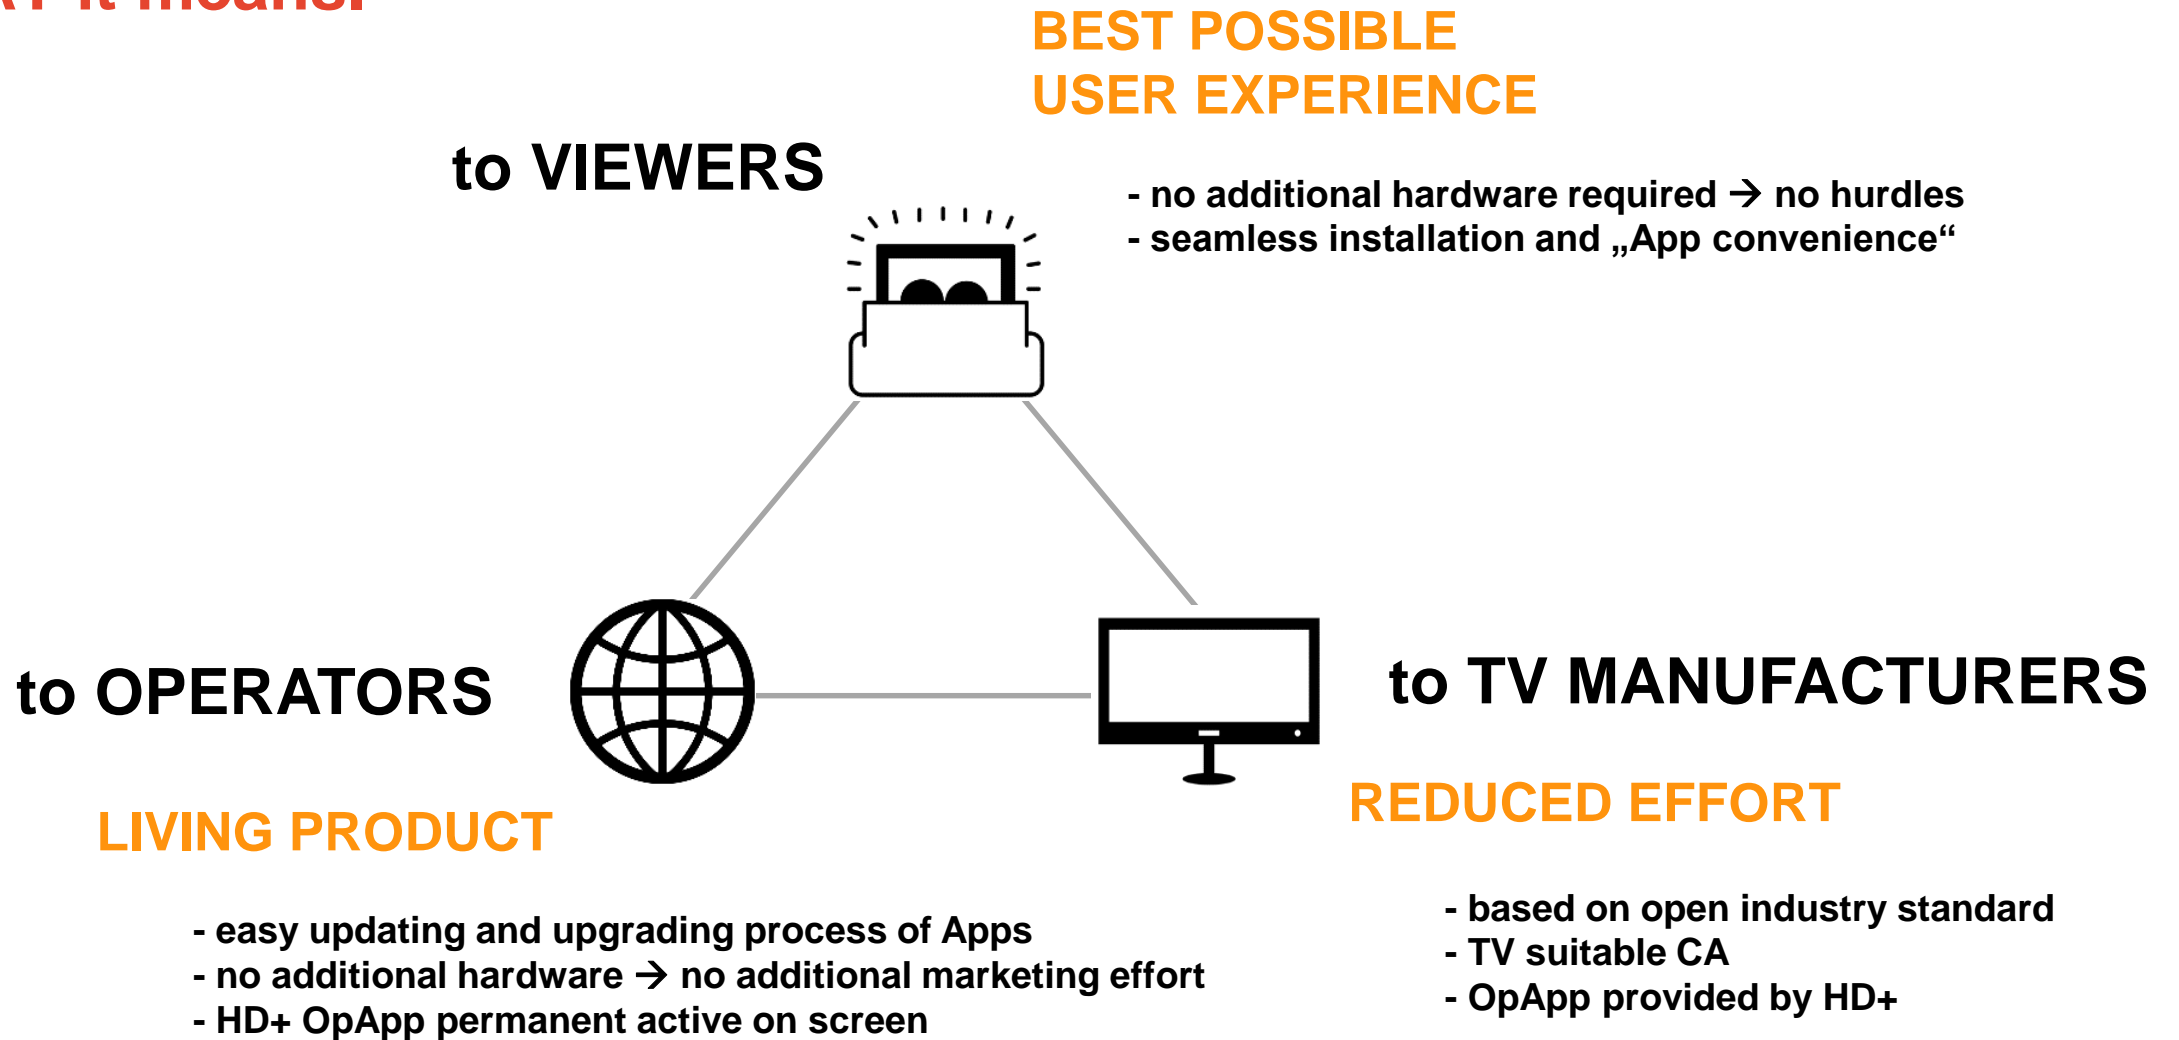 it means:
BEST POSSIBLE
USER EXPERIENCE
to VIEWERS
- no additional hardware required → no hurdles
- seamless installation and „App convenience“
to OPERATORS
to TV MANUFACTURERS
LIVING PRODUCT
REDUCED EFFORT
- easy updating and upgrading process of Apps
- no additional hardware → no additional marketing effort
- HD+ OpApp permanent active on screen
- based on open industry standard
- TV suitable CA
- OpApp provided by HD+